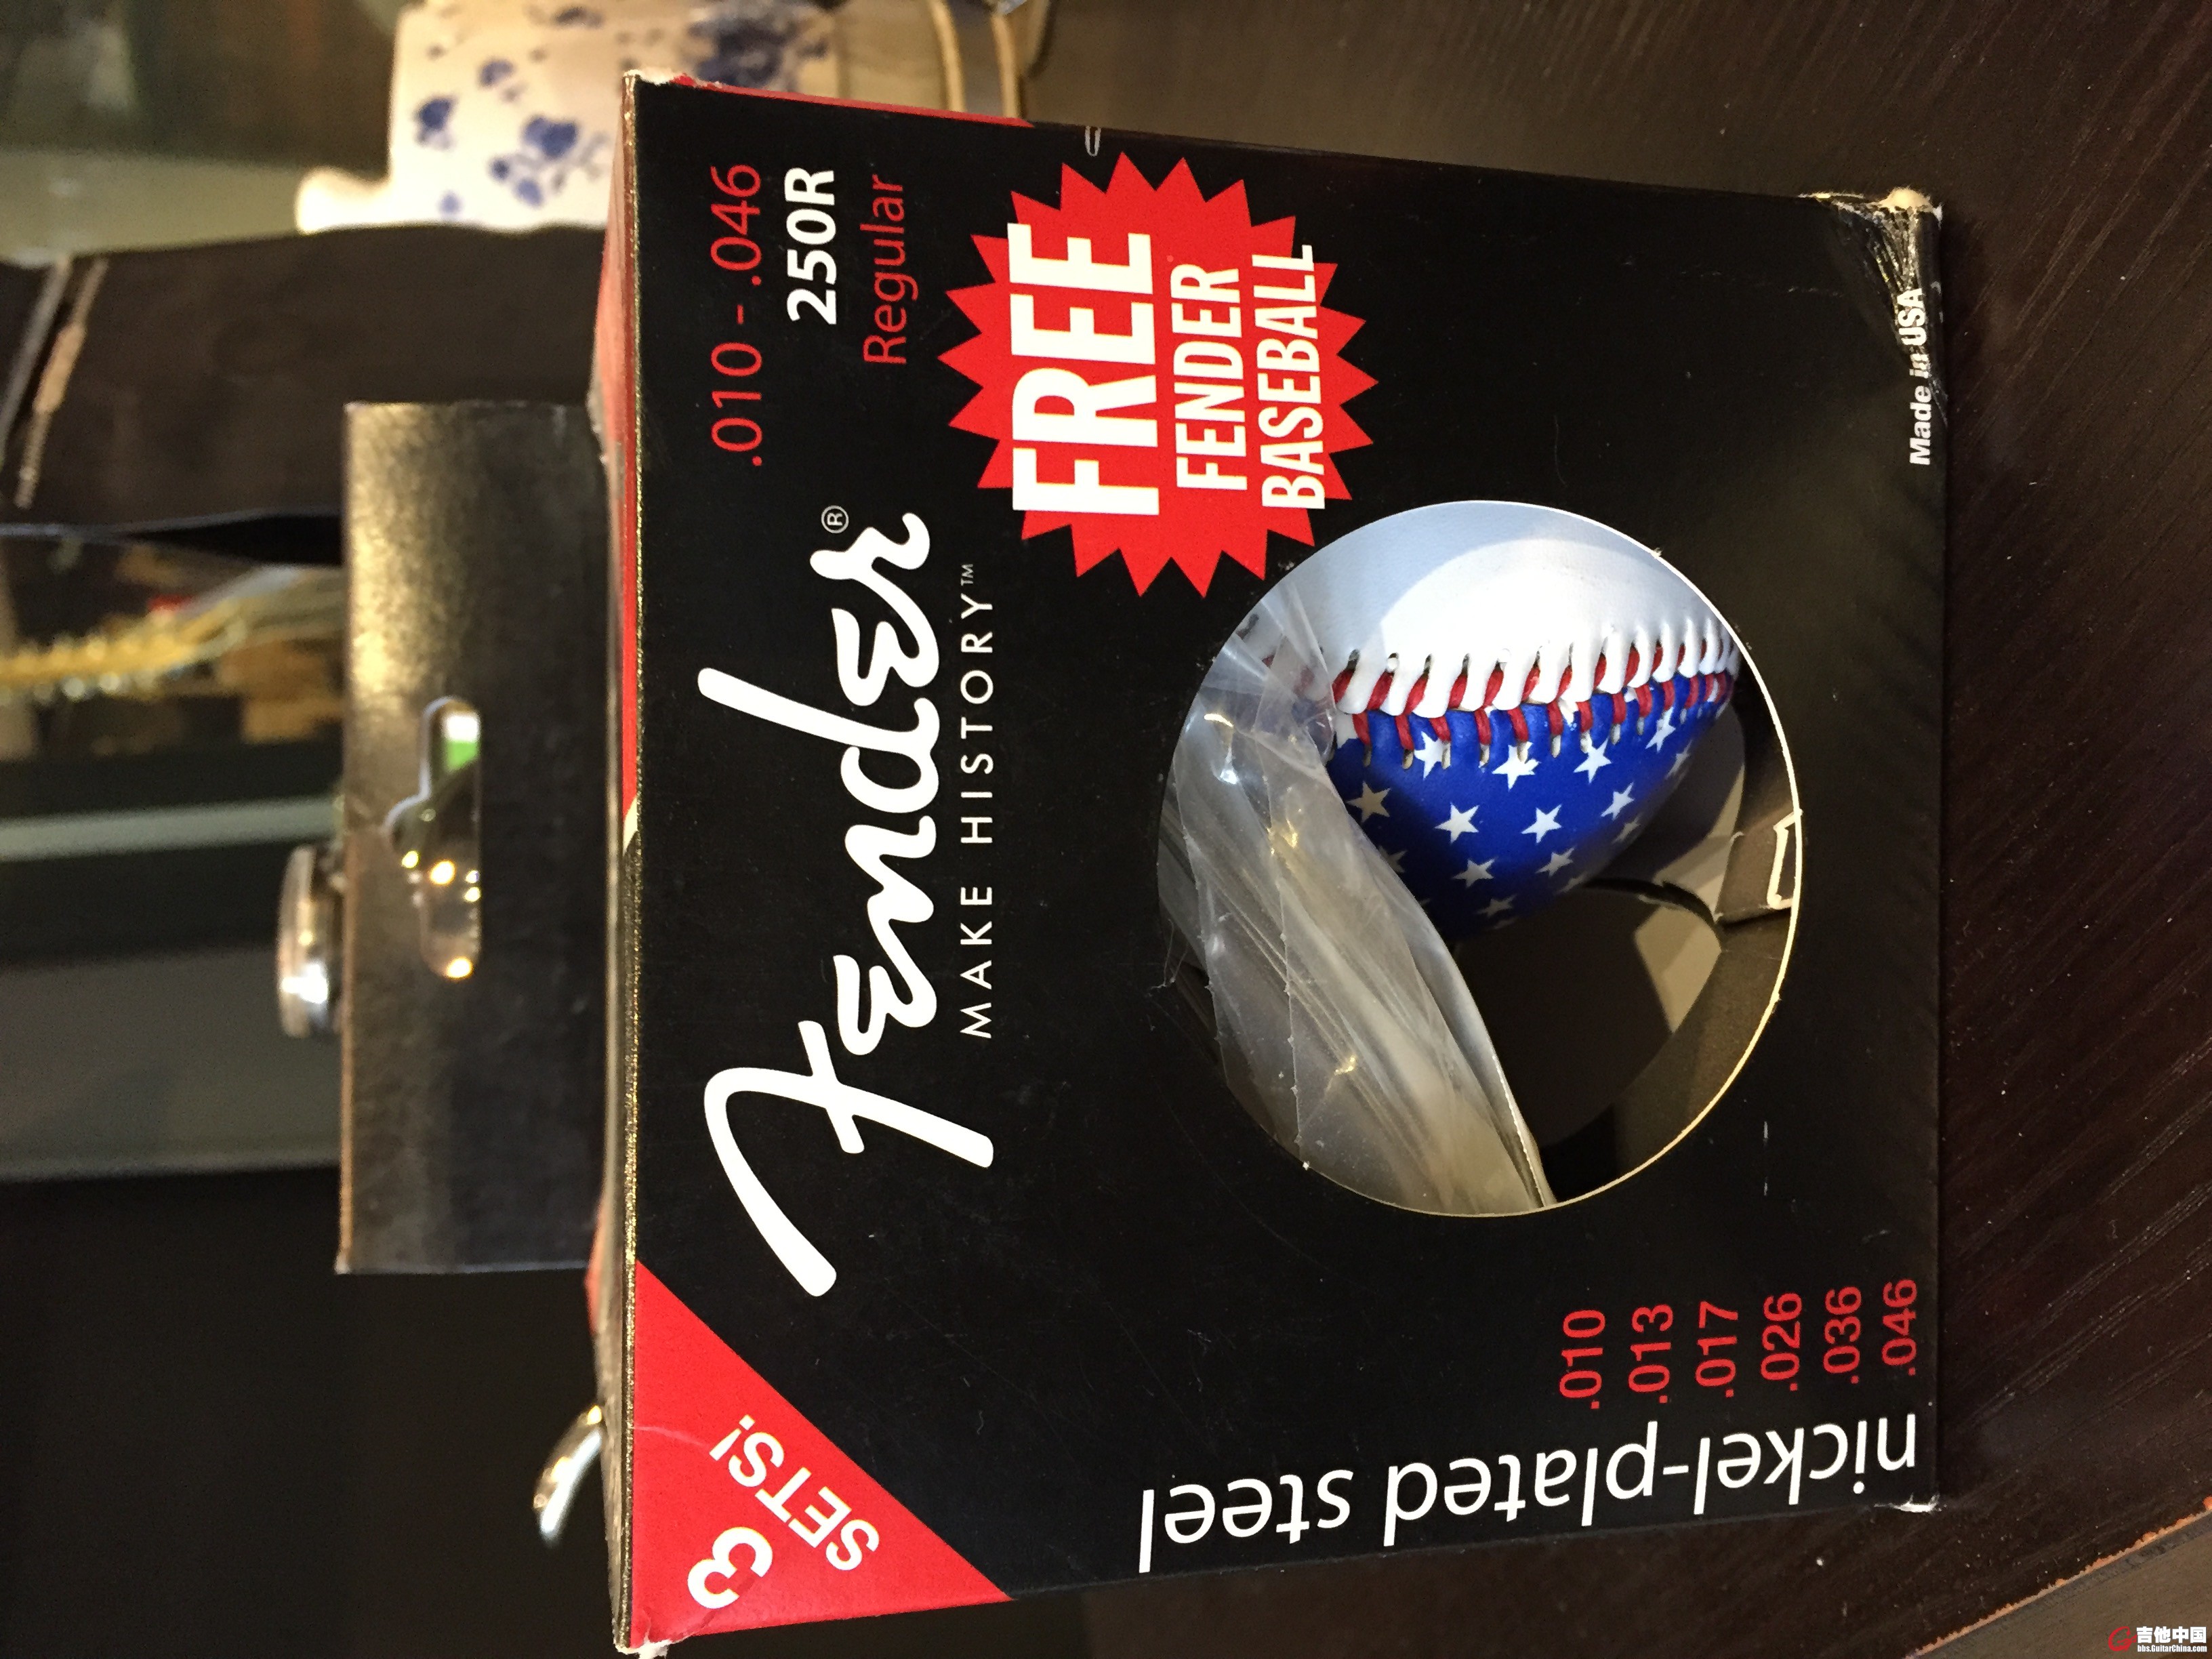 3
SETS!
.010 - .046
250R
Regular
Fender®
MAKE HISTORY™
FREE
FENDER
BASEBALL
nickel-plated steel
.010
.013
.017
.026
.036
.046
Made in USA
吉他中国
bbs.GuitarChina.com